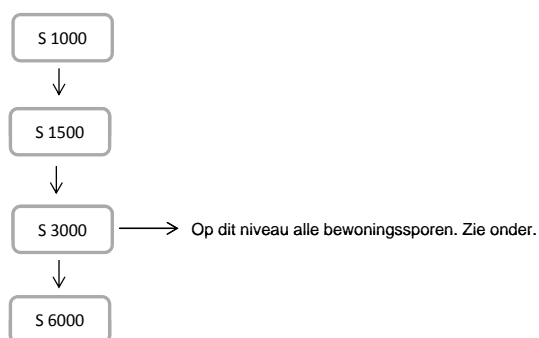 S 1000
S 1500
S 3000
Op dit niveau alle bewoningssporen. Zie onder.
S 6000